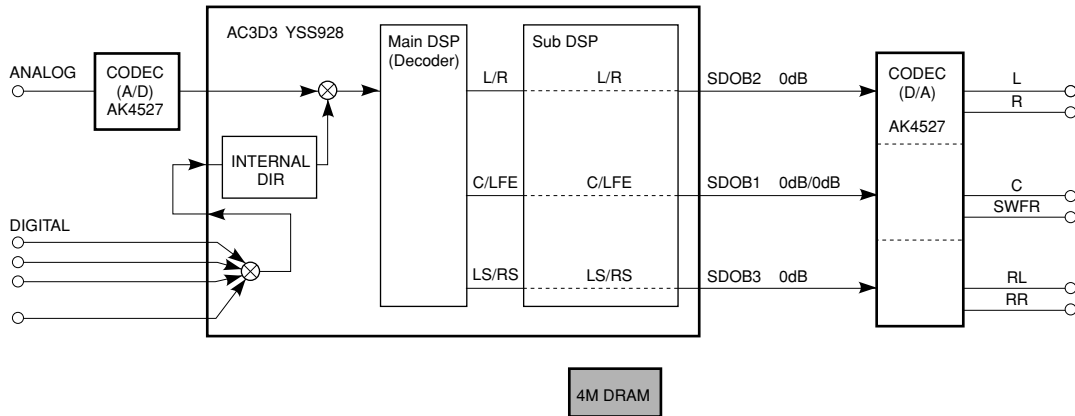 AC3D3 YSS928
ANALOG
CODEC
(A/D)
AK4527
Main DSP
(Decoder)
Sub DSP
L/R
L/R
SDOB2 0dB
CODEC
(D/A)
AK4527
L
R
INTERNAL
DIR
C/LFE
C/LFE
SDOB1 0dB/0dB
C
SWFR
DIGITAL
LS/RS
LS/RS
SDOB3 0dB
RL
RR
4M DRAM